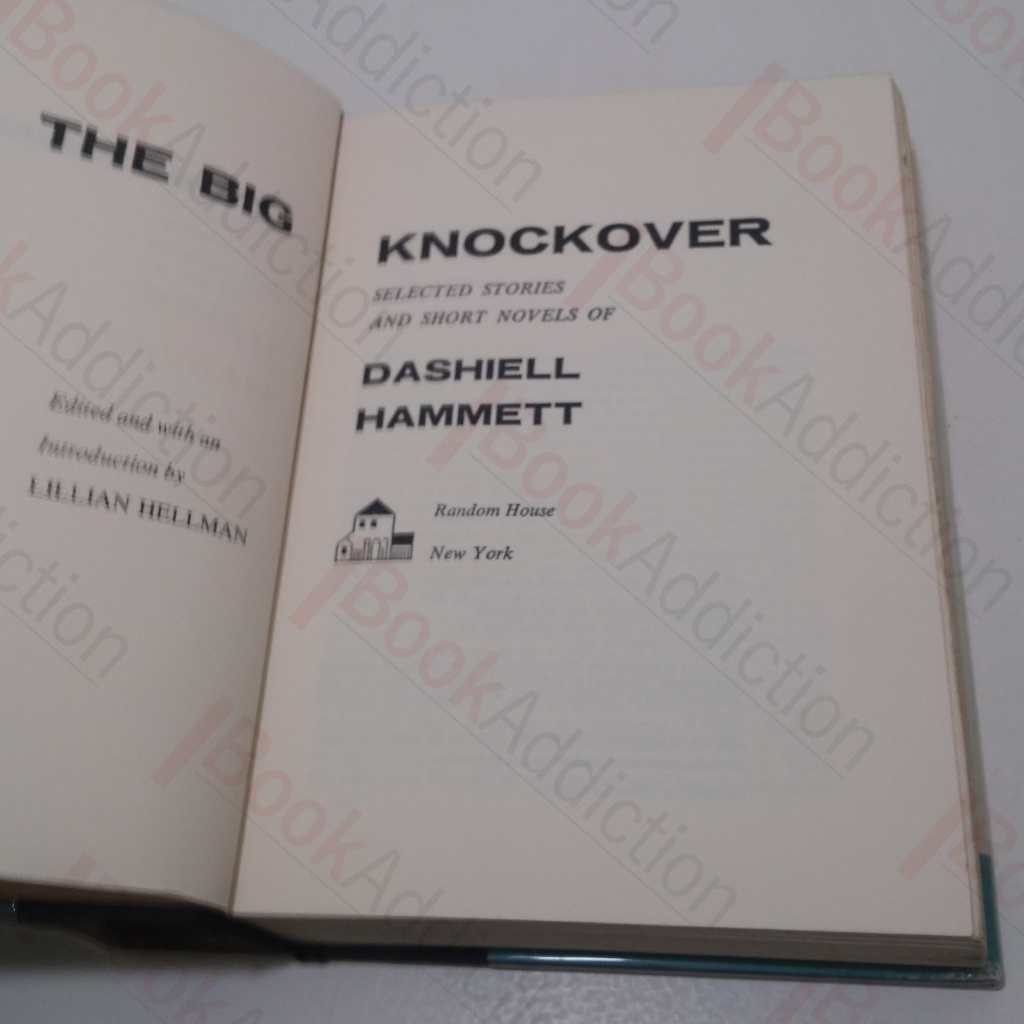 THE BIG
Edited and with an
Introduction by
LILLIAN HELLMAN
KNOCKOVER
SELECTED STORIES
AND SHORT NOVELS OF
DASHIELL
HAMMETT
Random House
New York
BookAddiction